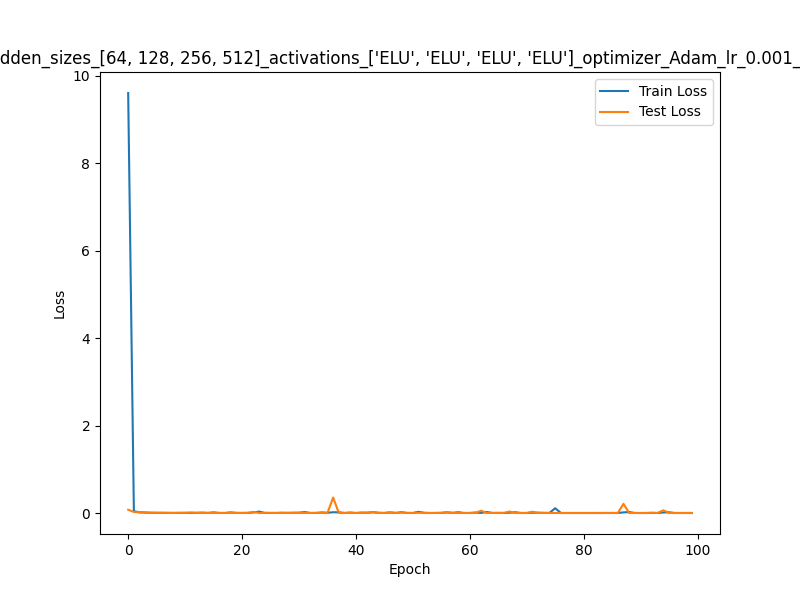 dden_sizes_[64, 128, 256, 512]_activations_['ELU', 'ELU', 'ELU', 'ELU']_optimizer_Adam_lr_0.001_
Train Loss
Test Loss
10
8
6
4
2
0
Loss
0 20 40 60 80 100
Epoch